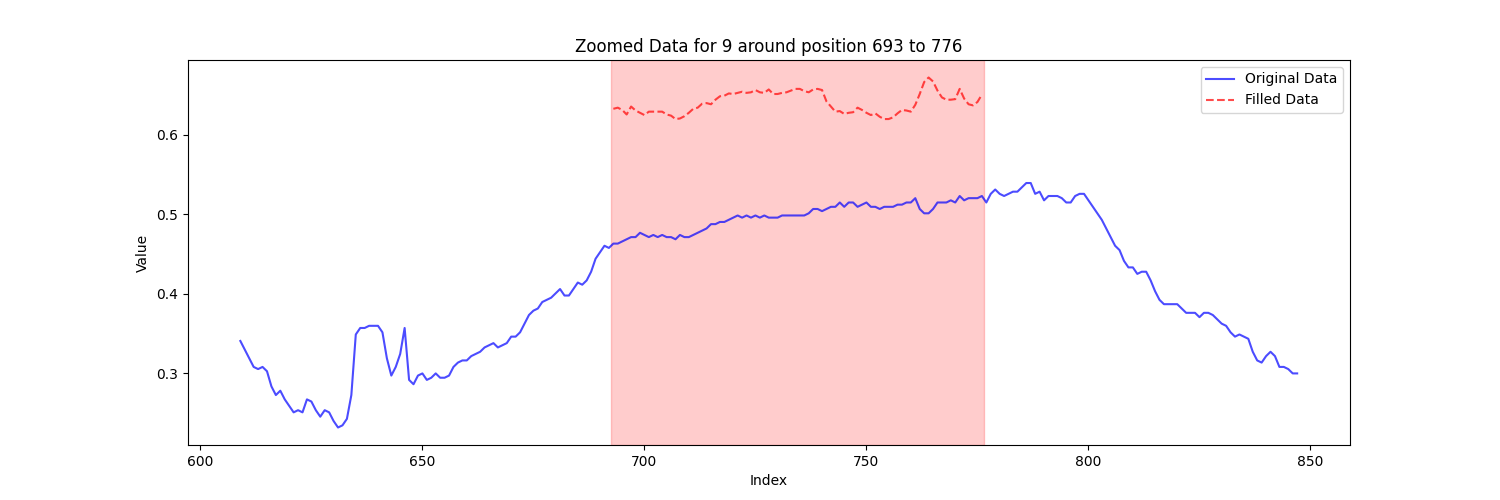 Zoomed Data for 9 around position 693 to 776
Original Data
Filled Data
0.6
0.5
0.4
0.3
Value
600
650
700
750
800
850
Index